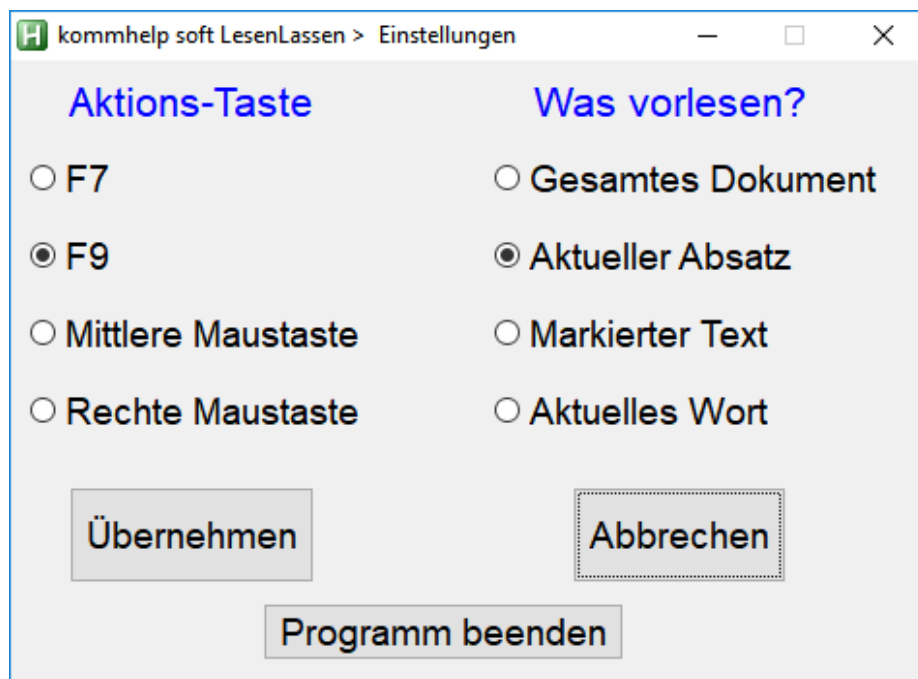 H kommhelp soft LesenLassen > Einstellungen
Aktions-Taste
F7
F9
Mittlere Maustaste
Rechte Maustaste
Was vorlesen?
Gesamtes Dokument
Aktueller Absatz
Markierter Text
Aktuelles Wort
Übernehmen
Abbrechen
Programm beenden